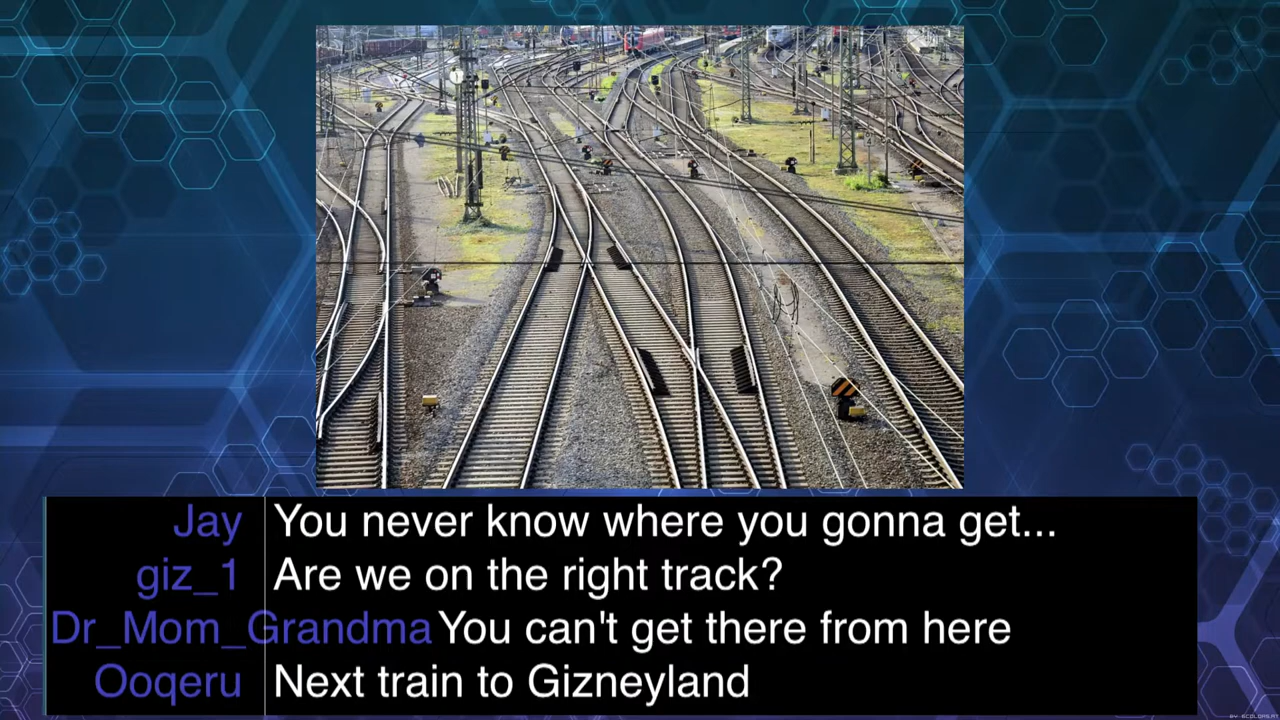 Jay You never know where you gonna get...
giz_1 Are we on the right track?
Dr_Mom_Grandma You can't get there from here
Ooqeru Next train to Gizneyland